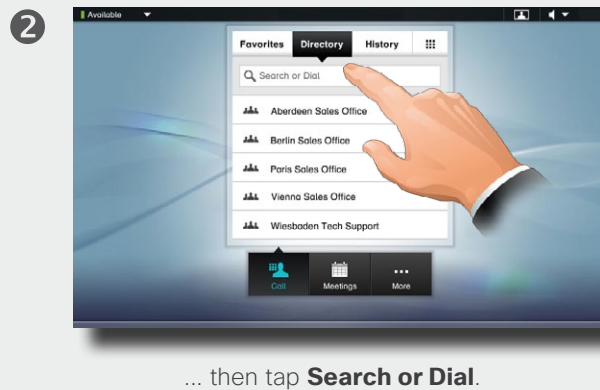 2
Available
Favorites Directory History
Search or Dial
Aberdeen Sales Office
Berlin Sales Office
Paris Sales Office
Vienna Sales Office
Wiesbaden Tech Support
Call Meetings More
... then tap Search or Dial.